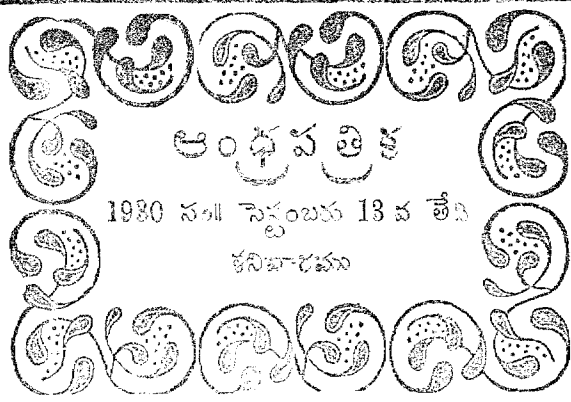 ఆంధ్రపత్రిక
1930 సం॥ సెప్టెంబరు 13 వ తేది
శనివారము